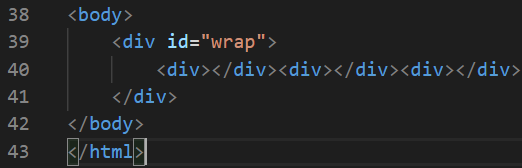 38 <body>
39 <div id="wrap">
40 <div></div><div></div><div></div>
41 </div>
42 </body>
43 </html>